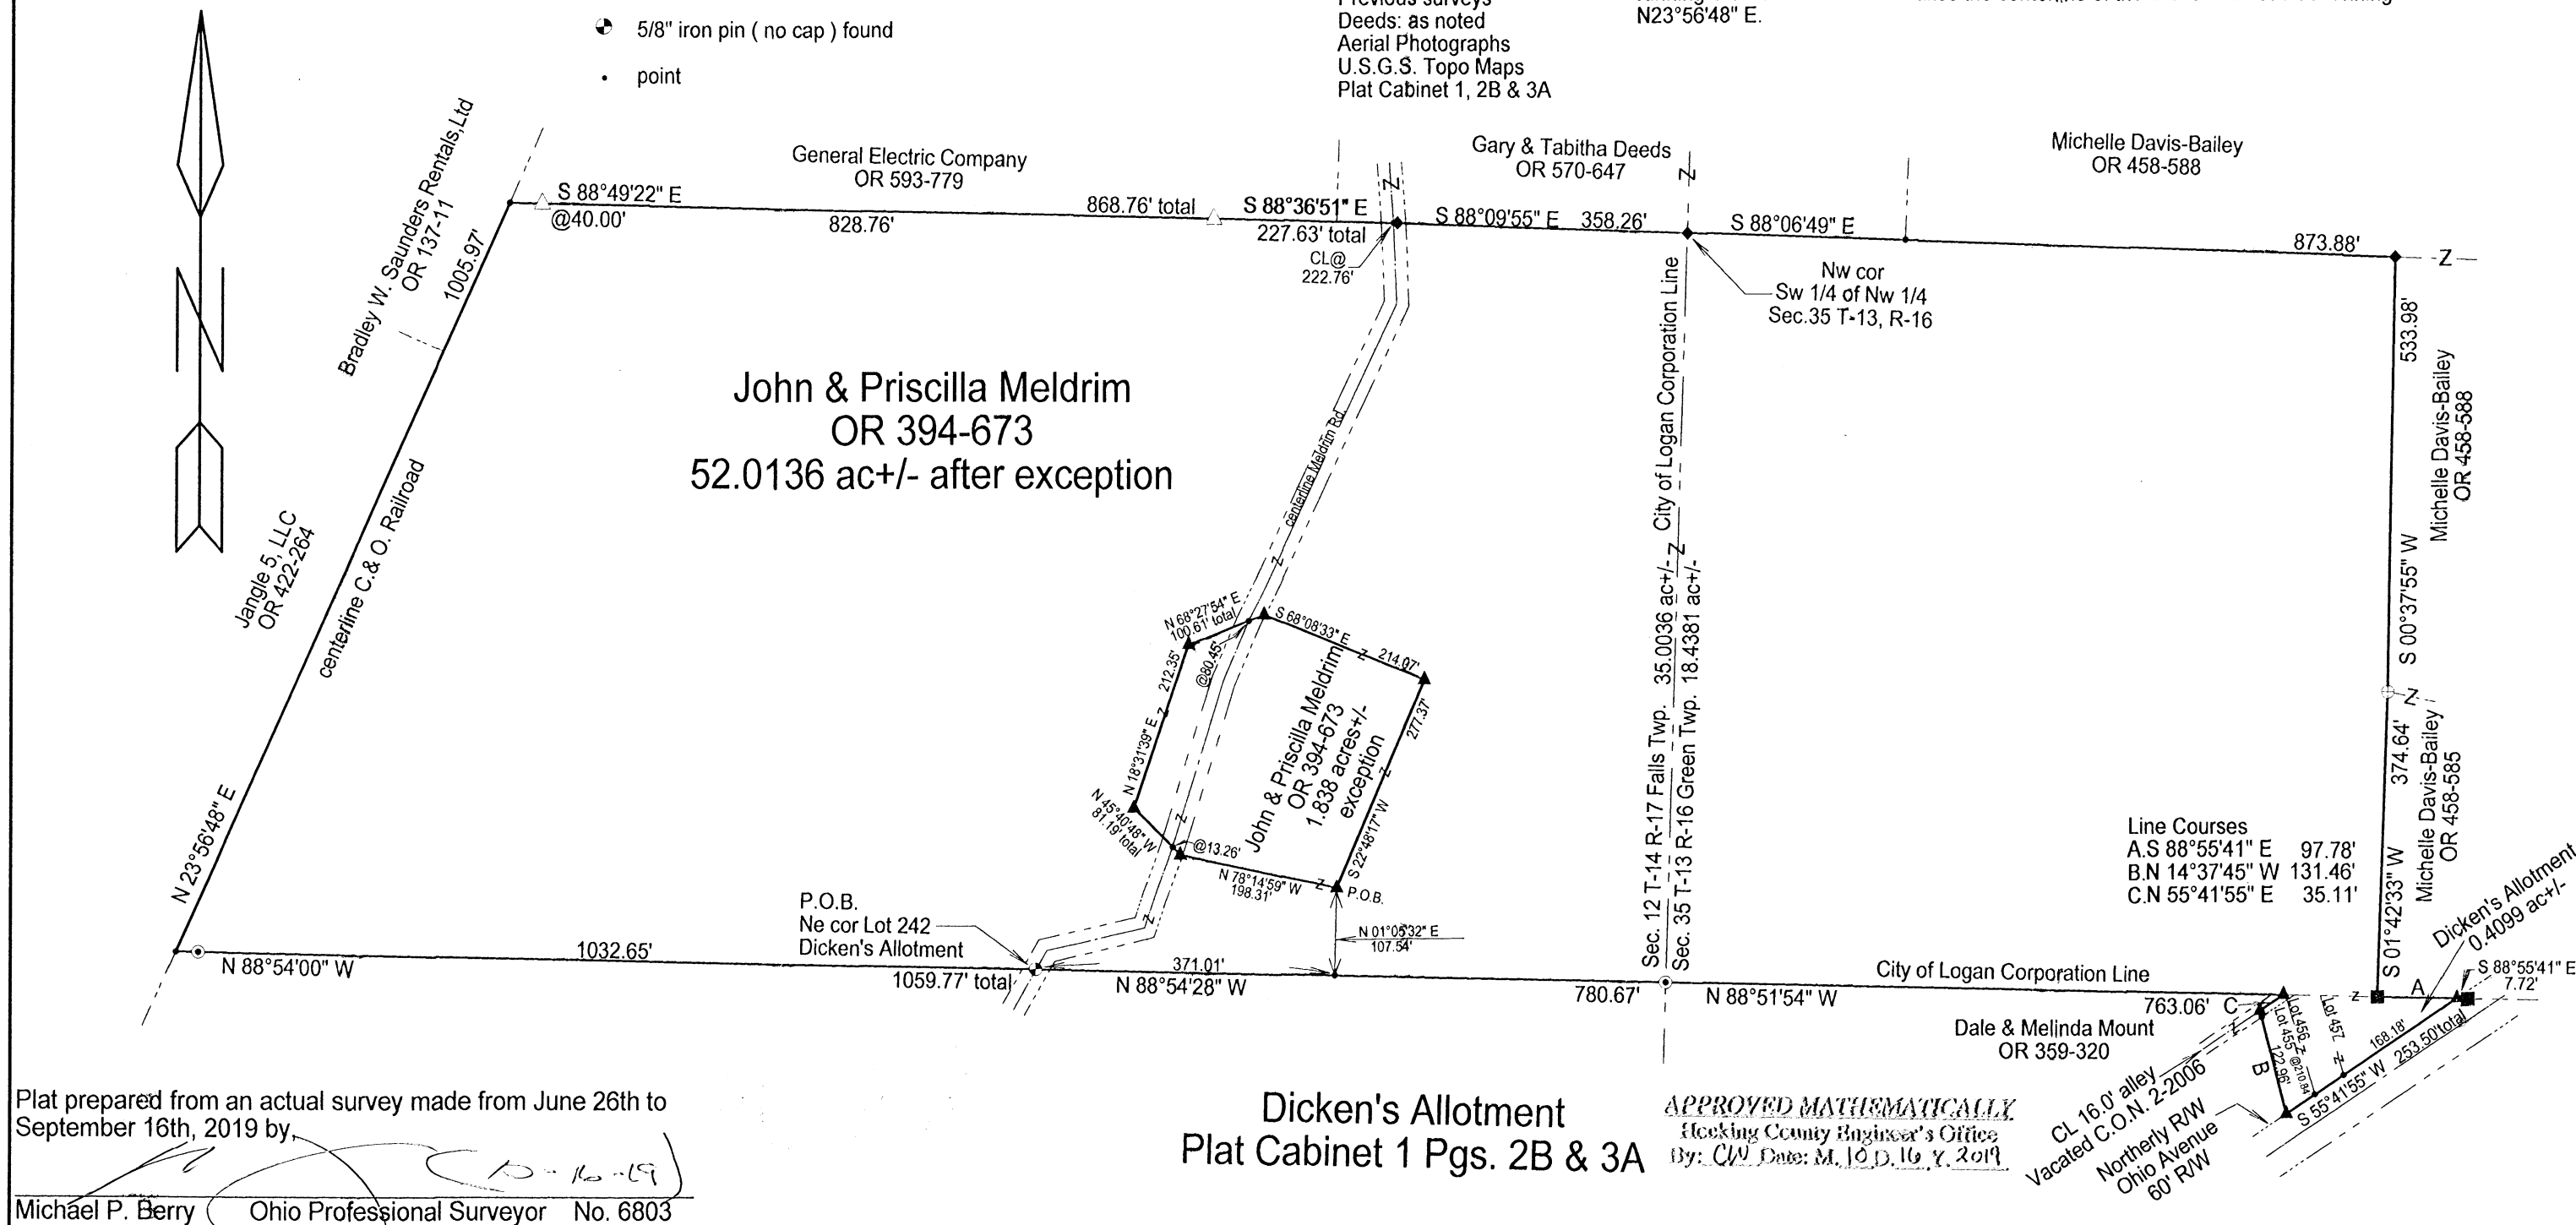 5/8" iron pin ( no cap ) found
point
Previous surveys
Deeds: as noted
Aerial Photographs
U.S.G.S. Topo Maps
Plat Cabinet 1, 2B & 3A
N23°56'48" E.
N
Bradley W. Saunders Rentals,Ltd
OR 137-11
1005.97'
General Electric Company
OR 593-779
S 88°49'22" E
@40.00'
828.76'
868.76' total
S 88°36'51" E
227.63' total
CL@
222.76'
Gary & Tabitha Deeds
OR 570-647
S 88°09'55" E 358.26'
S 88°06'49" E
Michelle Davis-Bailey
OR 458-588
873.88'
Nw cor
Sw 1/4 of Nw 1/4
Sec.35 T-13, R-16
John & Priscilla Meldrim
OR 394-673
52.0136 ac+/- after exception
Jangle 5, LLC
OR 422-264
centerline C.& O. Railroad
N 23°56'48" E
centerline Meldrim Rd.
N 68°27'54" E
100.61' total
@80.45'
S 68°08'33" E
214.07'
212.35'
N 18°31'39" E
N 45°40'48" W
81.19' total
@13.26'
John & Priscilla Meldrim
OR 394-673
1.838 acres+/-
exception
277.37'
S 22°48'17" W
N 78°14'59" W
198.31'
P.O.B.
N 01°05'32" E
107.54'
Sec. 12 T-14 R-17 Falls Twp. 35.0036 ac+/- City of Logan Corporation Line
Sec. 35 T-13 R-16 Green Twp. 18.4381 ac+/-
533.98'
S 00°37'55" W
Michelle Davis-Bailey
OR 458-588
374.64'
S 01°42'33" W
Michelle Davis-Bailey
OR 458-585
Line Courses
A.S 88°55'41" E 97.78'
B.N 14°37'45" W 131.46'
C.N 55°41'55" E 35.11'
Dicken's Allotment
0.4099 ac+/-
P.O.B.
Ne cor Lot 242
Dicken's Allotment
N 88°54'00" W
1032.65'
1059.77' total
371.01'
N 88°54'28" W
780.67'
N 88°51'54" W
City of Logan Corporation Line
763.06'
Dale & Melinda Mount
OR 359-320
C
A
B
S 88°55'41" E
7.72'
Lot 455
Lot 456
Lot 457
@210.84'
122.96'
168.18'
253.50'total
S 55°41'55" W
CL 16.0' alley
Vacated C.O.N. 2-2006
Northerly R/W
Ohio Avenue
60' R/W
Plat prepared from an actual survey made from June 26th to
September 16th, 2019 by,
10-16-19
Michael P. Berry Ohio Professional Surveyor No. 6803
Dicken's Allotment
Plat Cabinet 1 Pgs. 2B & 3A
APPROVED MATHEMATICALLY
Hocking County Engineer's Office
By: CW Date: M. 10 D. 16 Y. 2019